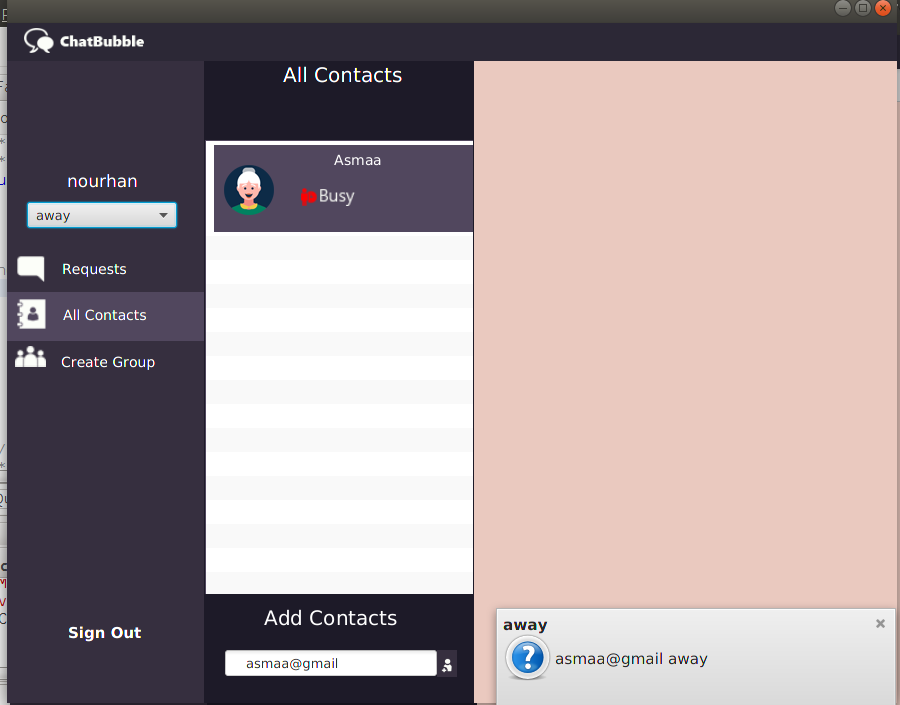 ChatBubble
All Contacts
Asmaa
Busy
nourhan
away
Requests
All Contacts
Create Group
Sign Out
Add Contacts
asmaa@gmail
away
asmaa@gmail away